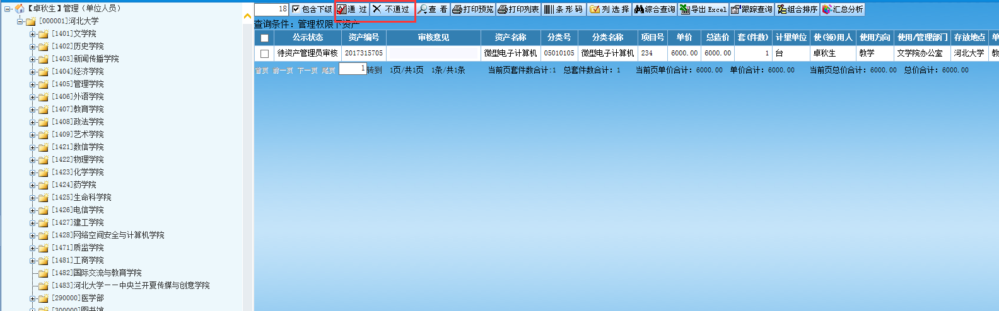 【卓秋生】管理（单位人员）
[000001]河北大学
[1401]文学院
[1402]历史学院
[1403]新闻传播学院
[1404]经济学院
[1405]管理学院
[1406]外语学院
[1407]教育学院
[1408]政法学院
[1409]艺术学院
[1421]数信学院
[1422]物理学院
[1423]化学学院
[1424]药学院
[1425]生命科学院
[1426]电信学院
[1427]建工学院
[1428]网络空间安全与计算机学院
[1471]质监学院
[1481]工商学院
[1482]国际交流与教育学院
[1483]河北大学－－中央兰开夏传媒与创意学院
[290000]医学部
[300000]图书馆
18 包含下级 通 过 不通过 查 看 打印预览 打印列表 条 形 码 列 选 择 综合查询 导出 Excel 跟踪查询 组合排序 汇总分析
查询条件：管理权限下资产
公示状态 资产编号 审核意见 资产名称 分类号 分类名称 项目号 单价 总造价 套(件数) 计量单位 使(领)用人 使用方向 使用/管理部门 存放地点
待资产管理员审核 2017315705 微型电子计算机 05010105 微型电子计算机 234 6000.00 6000.00 1 台 卓秋生 教学 文学院办公室 河北大学
首页 前一页 下一页 尾页 1 转到 1页/共1页 1条/共1条 当前页套件数合计:1 总套件数合计：1 当前页单价合计：6000.00 单价合计：6000.00 当前页总价合计：6000.00 总价合计：6000.00